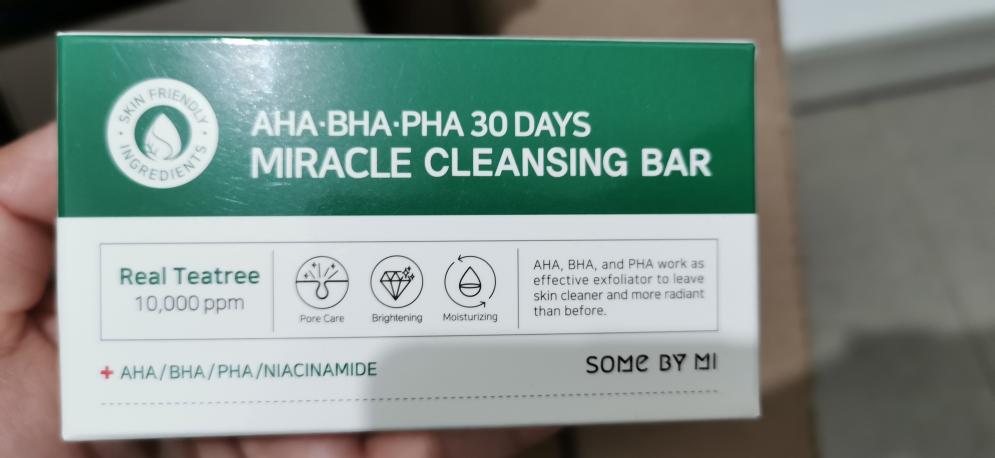 SKIN FRIENDLY
INGREDIENTS
AHA·BHA·PHA 30 DAYS
MIRACLE CLEANSING BAR
Real Teatree
10,000 ppm
Pore Care
Brightening
Moisturizing
AHA, BHA, and PHA work as
effective exfoliator to leave
skin cleaner and more radiant
than before.
+ AHA/BHA/PHA/NIACINAMIDE
SOME BY MI